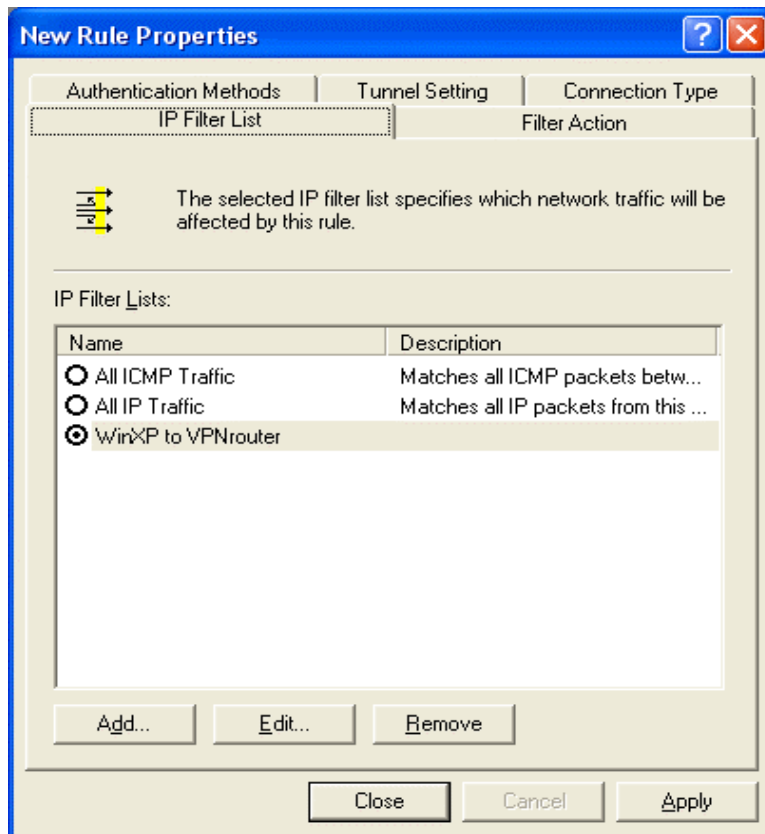 New Rule Properties
Authentication Methods Tunnel Setting Connection Type
IP Filter List Filter Action
The selected IP filter list specifies which network traffic will be
affected by this rule.
IP Filter Lists:
Name Description
All ICMP Traffic Matches all ICMP packets betw...
All IP Traffic Matches all IP packets from this ...
WinXP to VPNrouter
Add... Edit... Remove
Close Cancel Apply